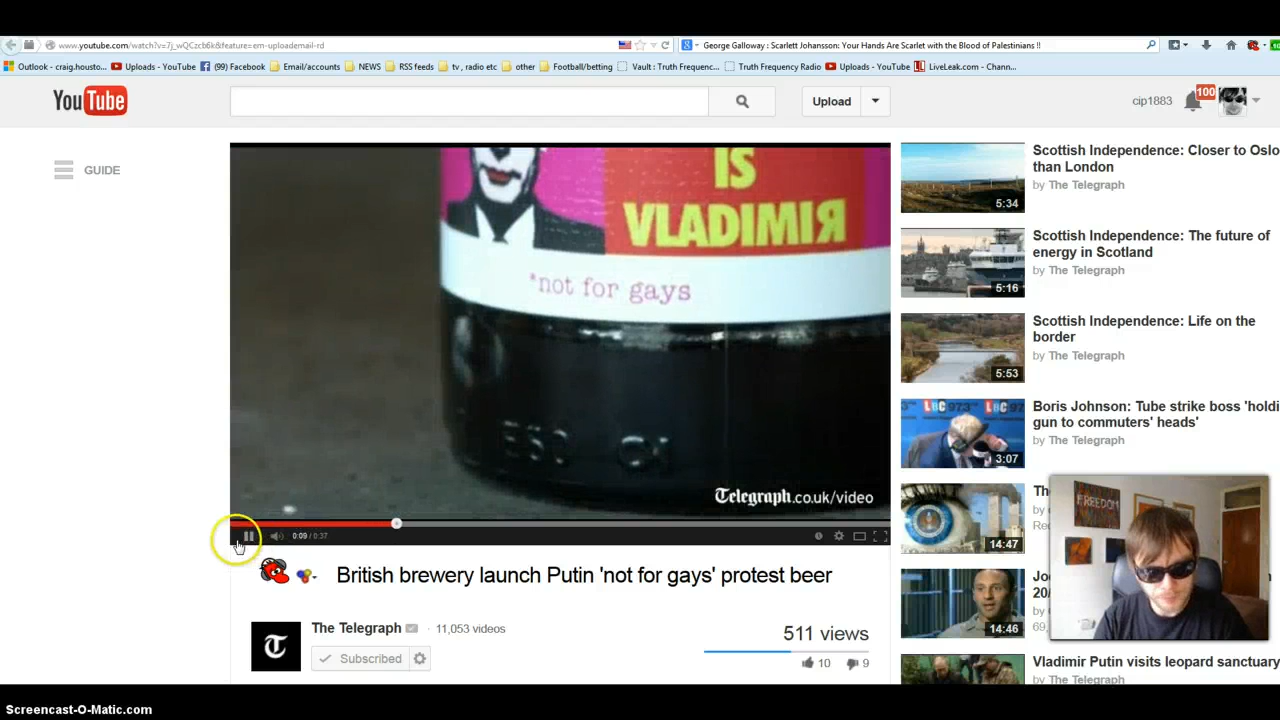 www.youtube.com/watch?v=7j_wQCzcb6k&feature=em-uploademail-rd
George Galloway : Scarlett Johansson: Your Hands Are Scarlet with the Blood of Palestinians !!
Outlook - craig.housto... Uploads - YouTube (99) Facebook Email/accounts NEWS RSS feeds tv , radio etc other Football/betting Vault : Truth Frequenc... Truth Frequency Radio Uploads - YouTube LiveLeak.com - Chann...
YouTube Upload cip1883 100
GUIDE
IS
VLADIMIЯ
*not for gays
Telegraph.co.uk/video
0:09 / 0:37
British brewery launch Putin 'not for gays' protest beer
The Telegraph · 11,053 videos
Subscribed
511 views
10 9
Scottish Independence: Closer to Oslo
than London
by The Telegraph
5:34
Scottish Independence: The future of
energy in Scotland
by The Telegraph
5:16
Scottish Independence: Life on the
border
by The Telegraph
5:53
Boris Johnson: Tube strike boss 'holdi
gun to commuters' heads'
by The Telegraph
LBC 97.3
3:07
14:47
FREEDOM
14:46
Vladimir Putin visits leopard sanctuary
by The Telegraph
Screencast-O-Matic.com